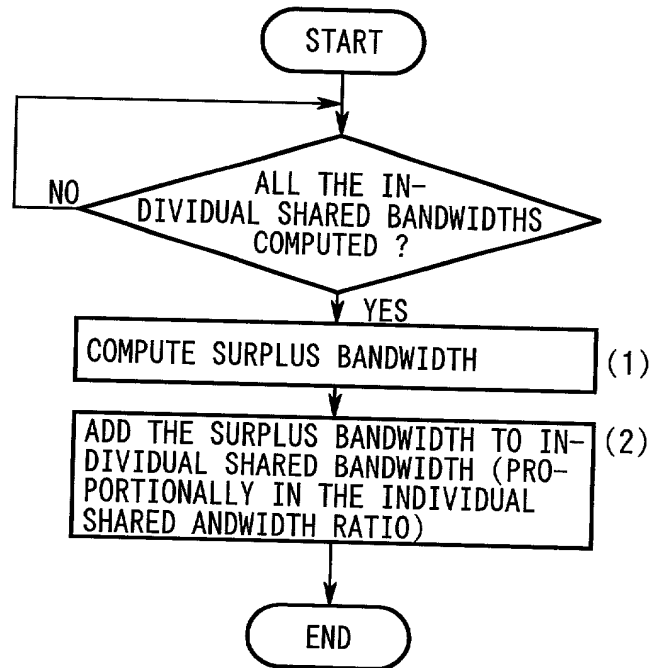 START
NO
ALL THE IN-
DIVIDUAL SHARED BANDWIDTHS
COMPUTED ?
YES
COMPUTE SURPLUS BANDWIDTH
(1)
ADD THE SURPLUS BANDWIDTH TO IN-
DIVIDUAL SHARED BANDWIDTH (PRO-
PORTIONALLY IN THE INDIVIDUAL
SHARED ANDWIDTH RATIO)
(2)
END